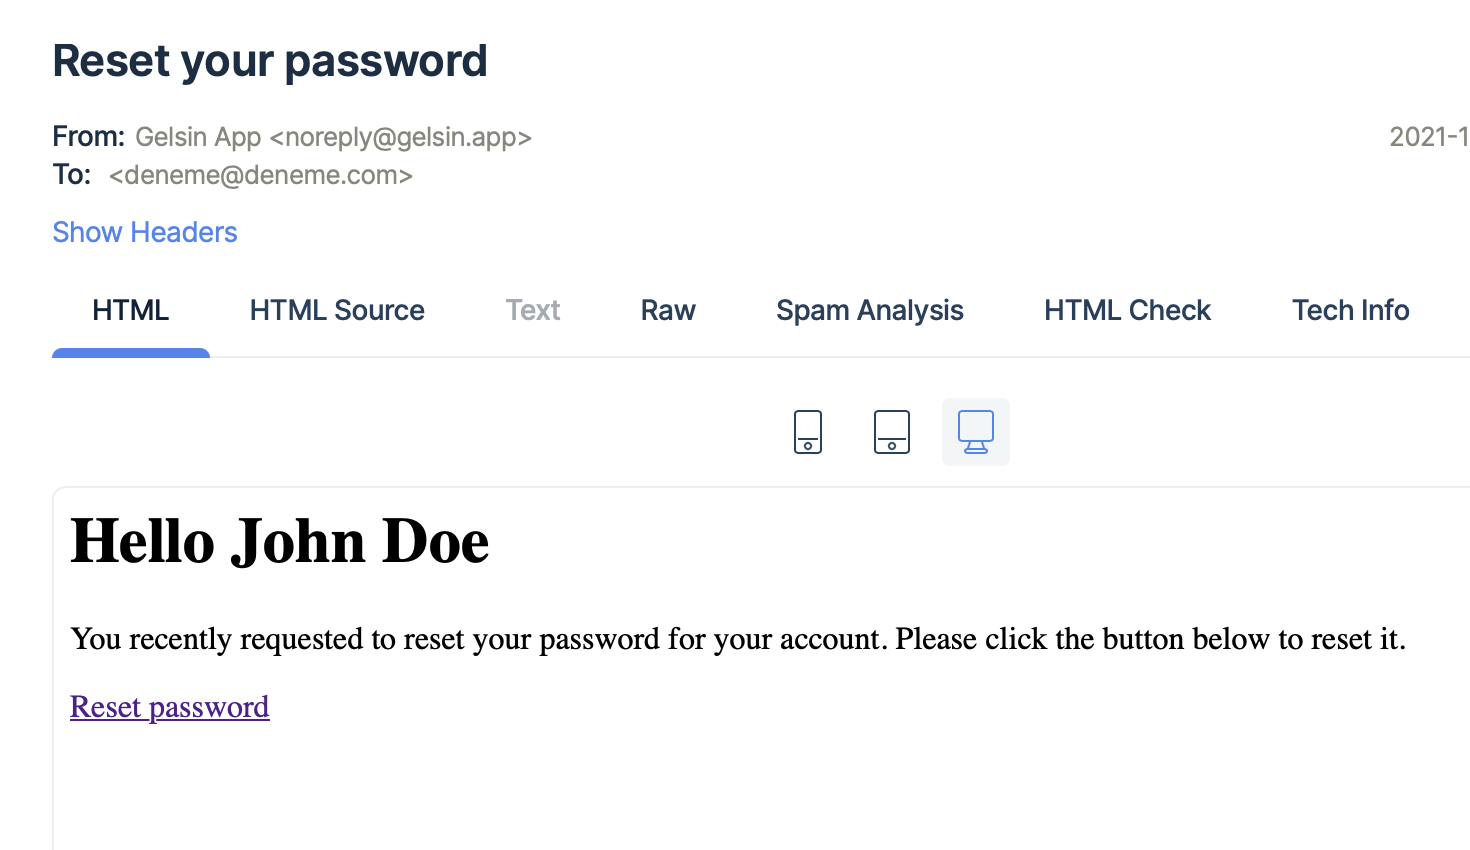 Reset your password
From: Gelsin App <noreply@gelsin.app>
2021-1
To: <deneme@deneme.com>
Show Headers
HTML HTML Source Text Raw Spam Analysis HTML Check Tech Info
Hello John Doe
You recently requested to reset your password for your account. Please click the button below to reset it.
Reset password